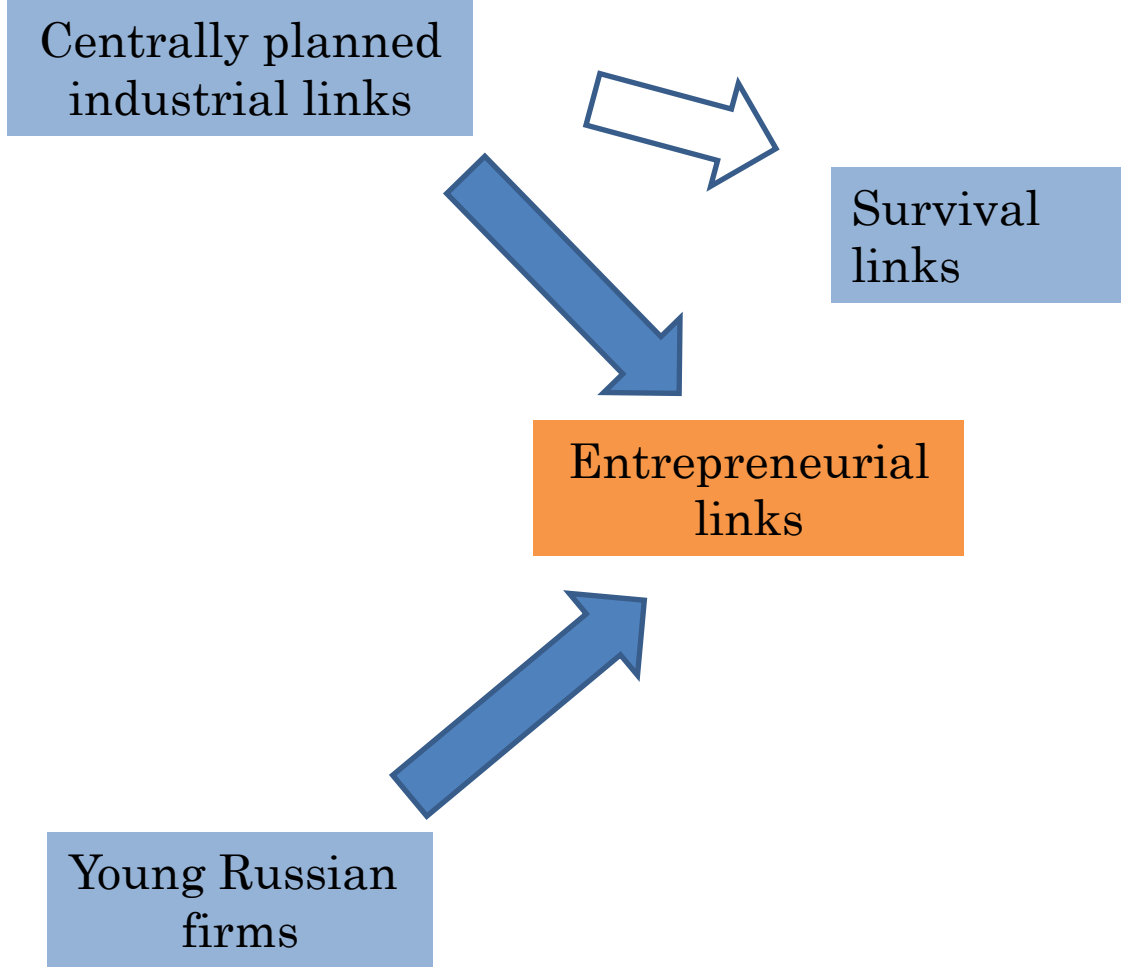 Centrally planned
industrial links
Survival
links
Entrepreneurial
links
Young Russian
firms